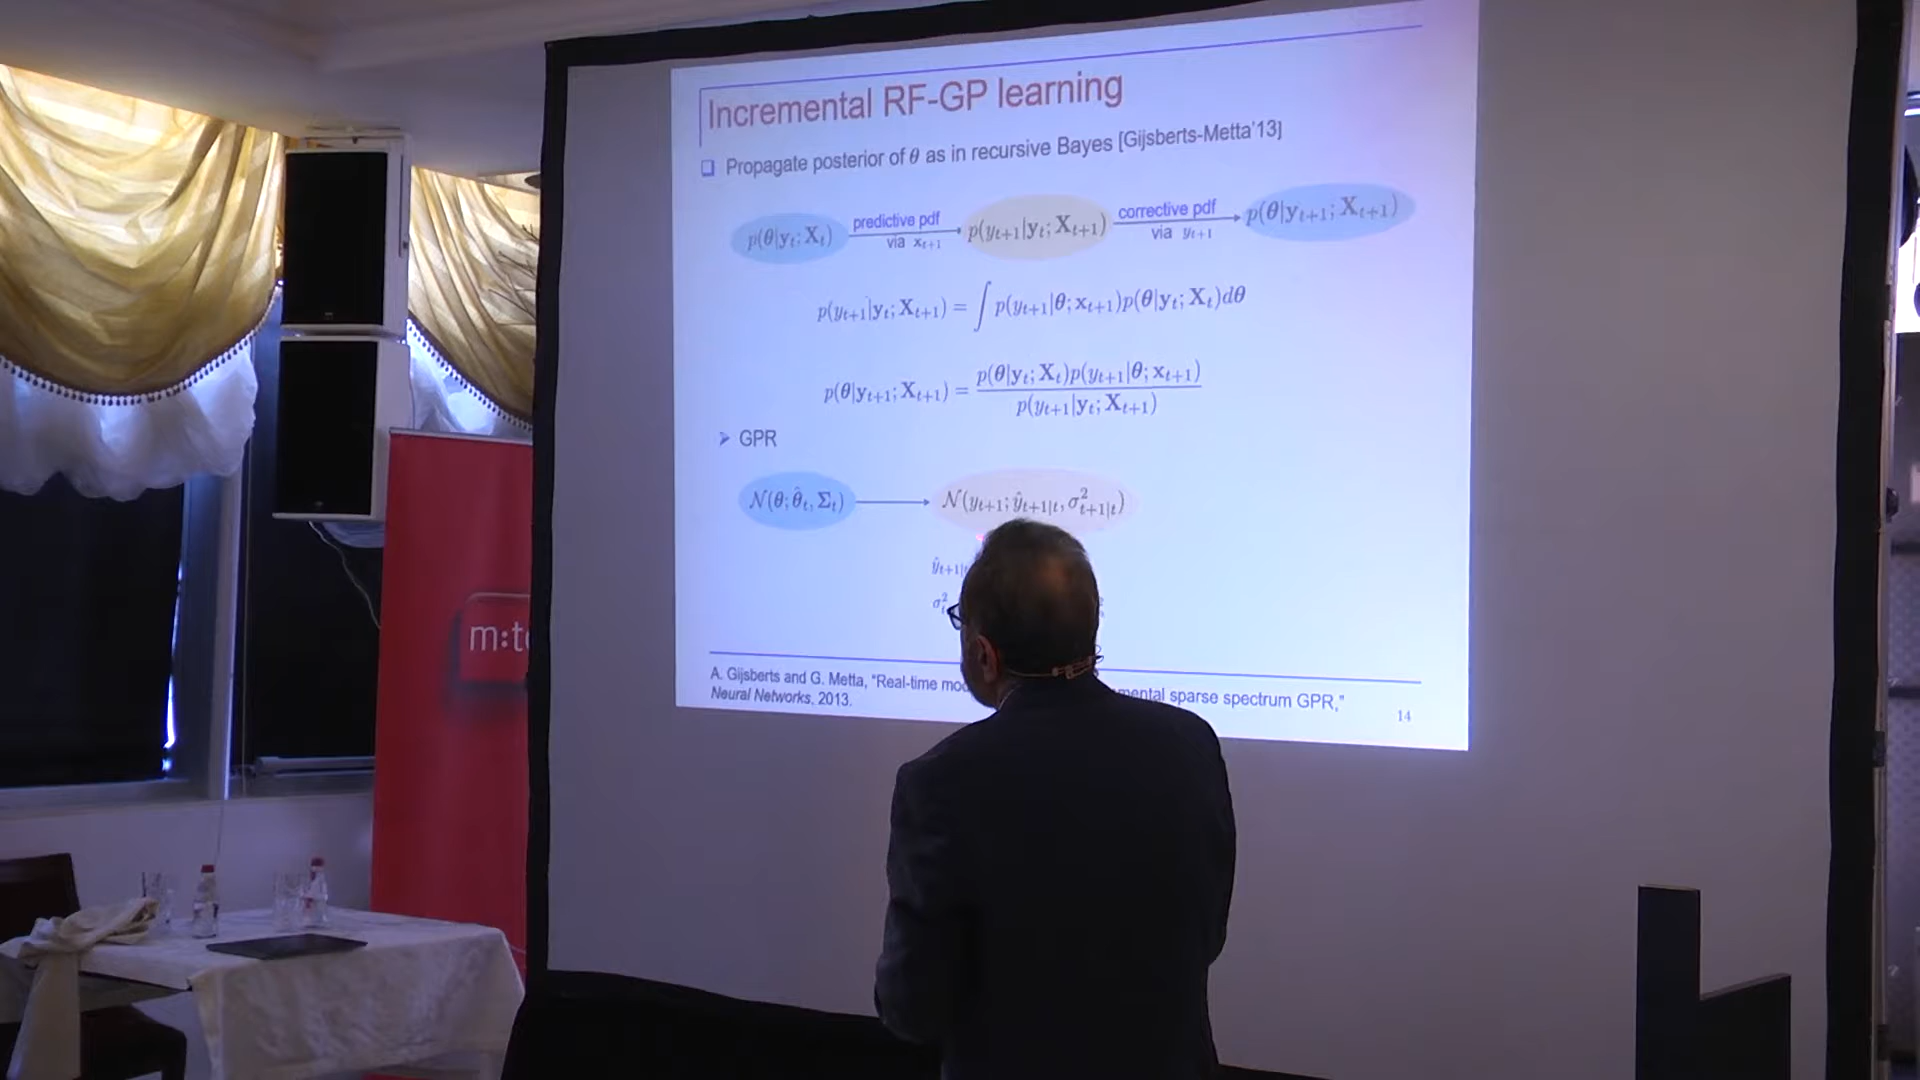 Incremental RF-GP learning
Propagate posterior of θ as in recursive Bayes [Gijsberts-Metta'13]
p(θ|y_t; X_t) predictive pdf via x_{t+1} p(y_{t+1}|y_t; X_{t+1}) corrective pdf via y_{t+1} p(θ|y_{t+1}; X_{t+1})
p(y_{t+1}|y_t; X_{t+1}) = ∫ p(y_{t+1}|θ; x_{t+1})p(θ|y_t; X_t)dθ
p(θ|y_{t+1}; X_{t+1}) = p(θ|y_t; X_t)p(y_{t+1}|θ; x_{t+1}) / p(y_{t+1}|y_t; X_{t+1})
➢ GPR
N(θ; θ̂_t, Σ_t) → N(y_{t+1}; ŷ_{t+1|t}, σ²_{t+1|t})
ŷ_{t+1|
σ²
A. Gijsberts and G. Metta, "Real-time mental sparse spectrum GPR,"
Neural Networks, 2013.
14
m:t